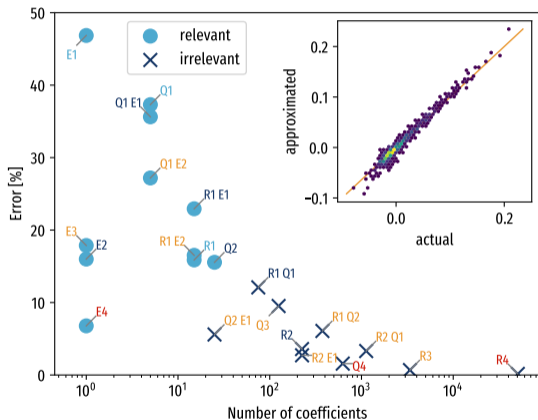 50
40
30
20
10
0
Error [%]
10⁰
10¹
10²
10³
10⁴
Number of coefficients
relevant
irrelevant
E1
Q1
Q1 E1
Q1 E2
R1 E1
E3
E2
R1 E2
R1
Q2
E4
R1 Q1
Q2 E1
Q3
R1 Q2
R2
R2 E1
Q4
R2 Q1
R3
R4
0.2
0.1
0.0
−0.1
approximated
0.0
0.2
actual